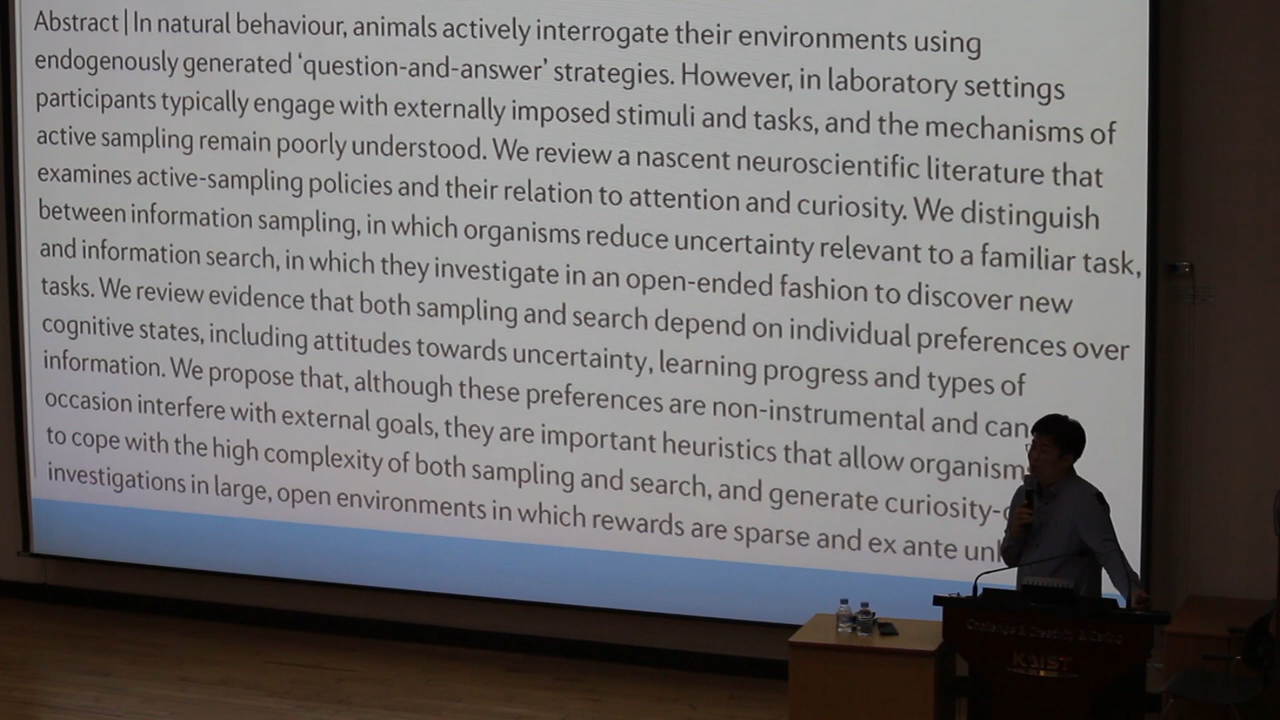 Abstract | In natural behaviour, animals actively interrogate their environments using
endogenously generated ‘question-and-answer’ strategies. However, in laboratory settings
participants typically engage with externally imposed stimuli and tasks, and the mechanisms of
active sampling remain poorly understood. We review a nascent neuroscientific literature that
examines active-sampling policies and their relation to attention and curiosity. We distinguish
between information sampling, in which organisms reduce uncertainty relevant to a familiar task,
and information search, in which they investigate in an open-ended fashion to discover new
tasks. We review evidence that both sampling and search depend on individual preferences over
cognitive states, including attitudes towards uncertainty, learning progress and types of
information. We propose that, although these preferences are non-instrumental and can
occasion interfere with external goals, they are important heuristics that allow organism
to cope with the high complexity of both sampling and search, and generate curiosity-
investigations in large, open environments in which rewards are sparse and ex ante
Challenge & Creativity & Caring
KAIST